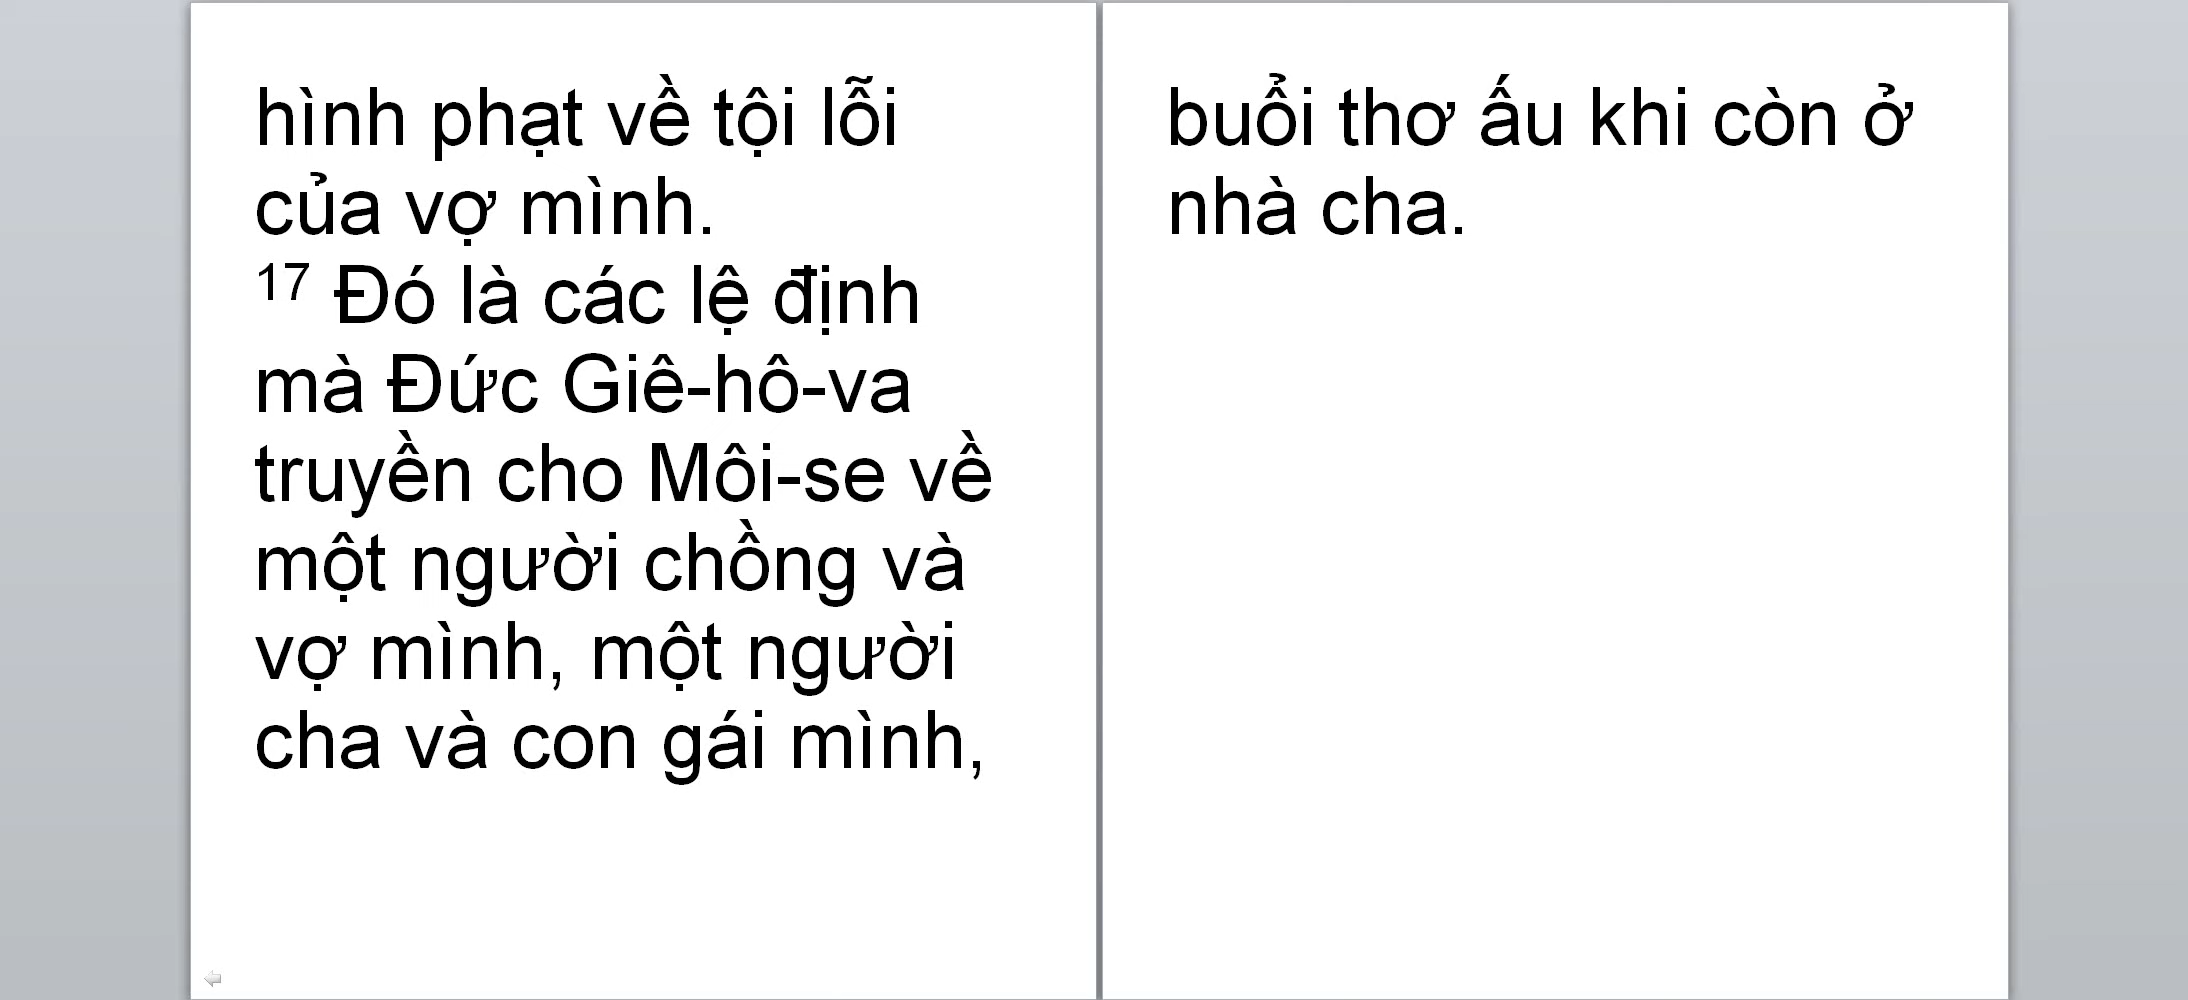 hình phạt về tội lỗi
của vợ mình.
17 Đó là các lệ định
mà Đức Giê-hô-va
truyền cho Môi-se về
một người chồng và
vợ mình, một người
cha và con gái mình,
buổi thơ ấu khi còn ở
nhà cha.